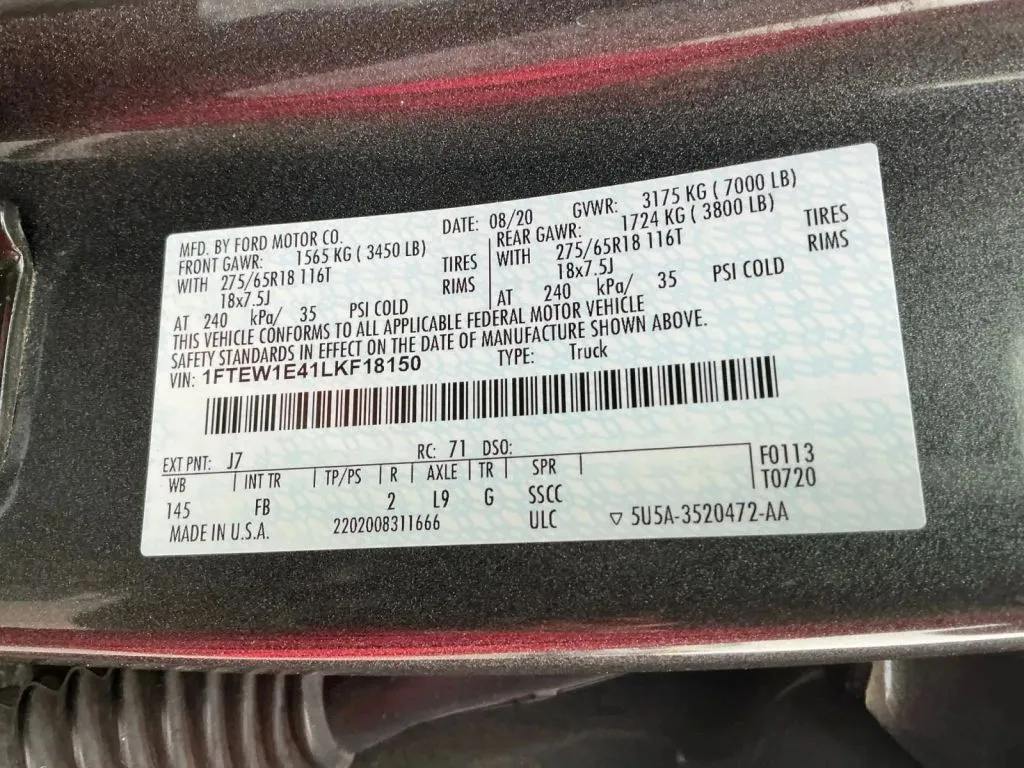 MFD. BY FORD MOTOR CO. DATE: 08/20 GVWR: 3175 KG ( 7000 LB)
FRONT GAWR: 1565 KG ( 3450 LB) REAR GAWR: 1724 KG ( 3800 LB)
WITH 275/65R18 116T TIRES WITH 275/65R18 116T TIRES
18x7.5J RIMS 18x7.5J RIMS
AT 240 kPa/ 35 PSI COLD AT 240 kPa/ 35 PSI COLD
THIS VEHICLE CONFORMS TO ALL APPLICABLE FEDERAL MOTOR VEHICLE
SAFETY STANDARDS IN EFFECT ON THE DATE OF MANUFACTURE SHOWN ABOVE.
VIN: 1FTEW1E41LKF18150 TYPE: Truck
EXT PNT: J7 RC: 71 DSO:
WB INT TR TP/PS R AXLE TR SPR F0113
T0720
145 FB 2 L9 G SSCC
MADE IN U.S.A. 2202008311666 ULC ▽ 5U5A-3520472-AA